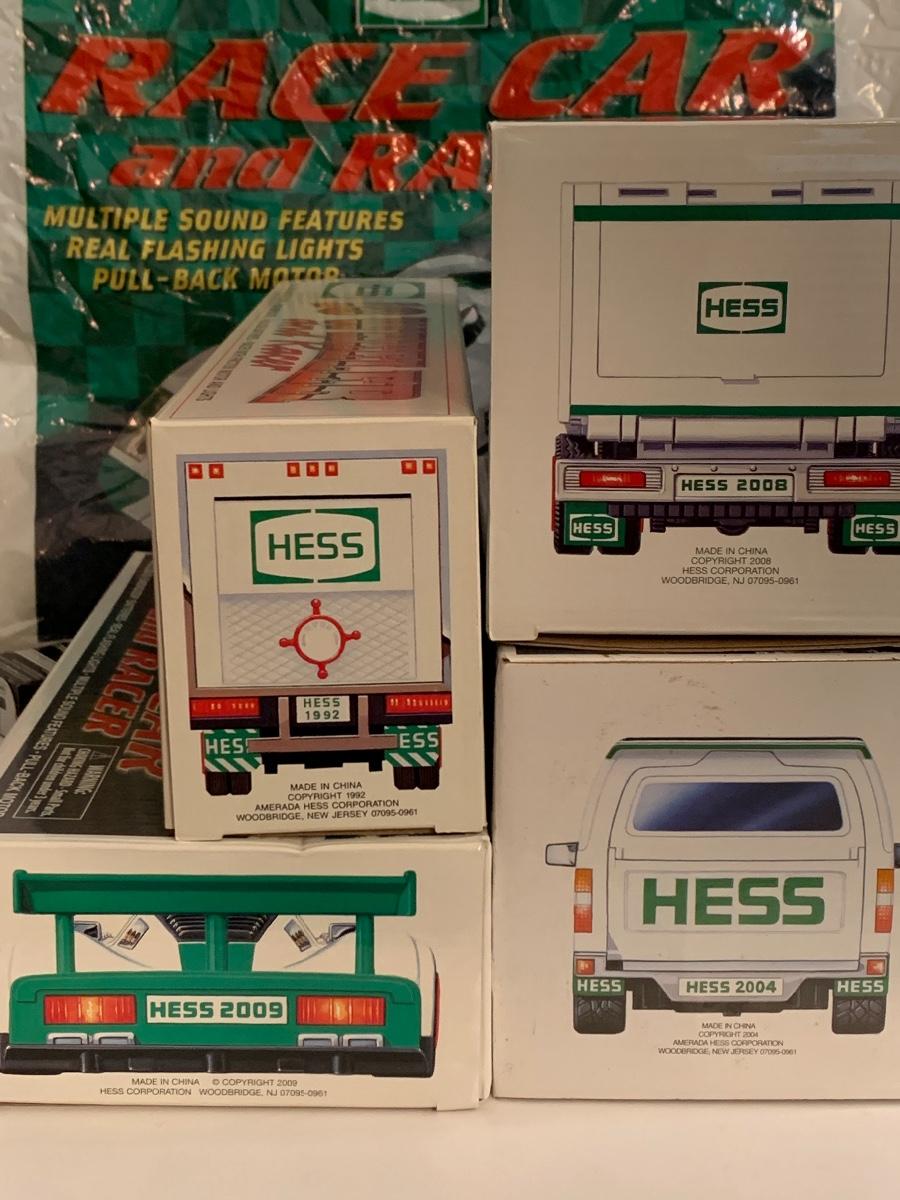 RACE CAR
and RA
MULTIPLE SOUND FEATURES
REAL FLASHING LIGHTS
PULL-BACK MOTOR
HESS
HESS
1992
HESS
ESS
MADE IN CHINA
COPYRIGHT 1992
AMERADA HESS CORPORATION
WOODBRIDGE, NEW JERSEY 07095-0961
HESS
HESS 2008
HESS
HESS
MADE IN CHINA
COPYRIGHT 2008
HESS CORPORATION
WOODBRIDGE, NJ 07095-0961
RACER
WARNING:
HESS 2009
MADE IN CHINA © COPYRIGHT 2009
HESS CORPORATION WOODBRIDGE, NJ 07095-0961
HESS
HESS
HESS 2004
HESS
MADE IN CHINA
COPYRIGHT 2004
AMERADA HESS CORPORATION
WOODBRIDGE, NEW JERSEY 07095-0961